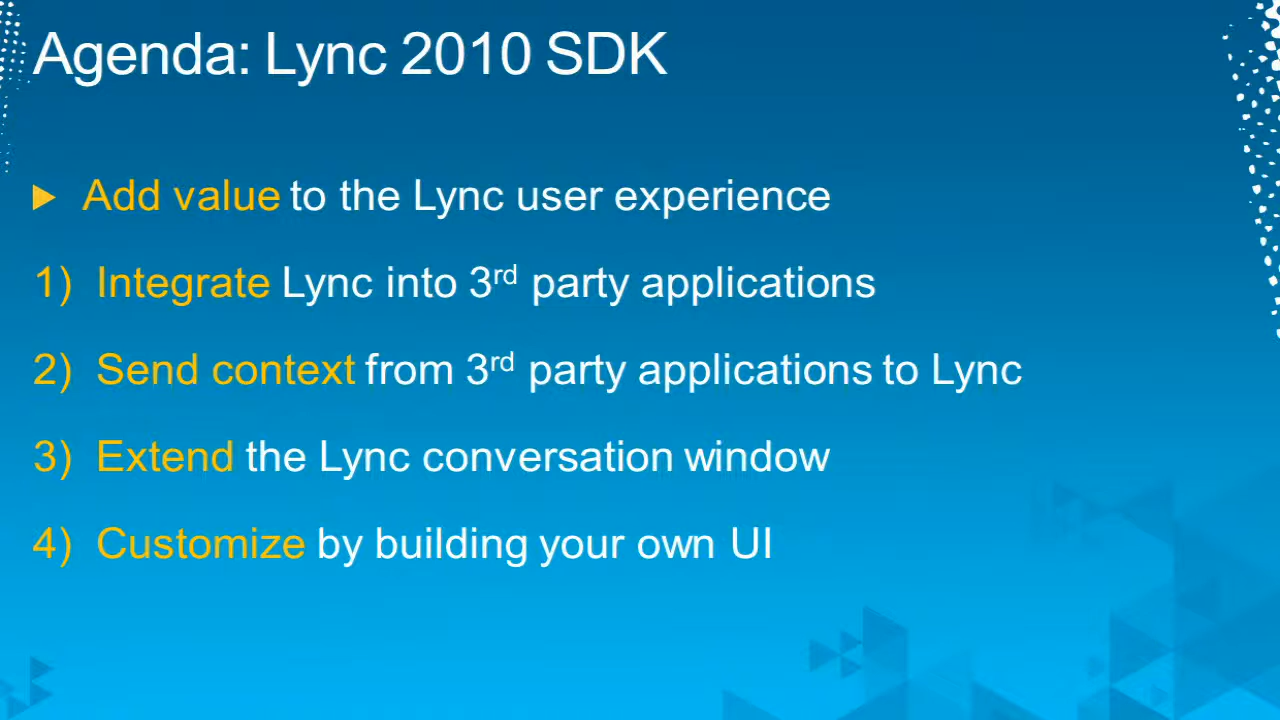 Agenda: Lync 2010 SDK
Add value to the Lync user experience
1) Integrate Lync into 3rd party applications
2) Send context from 3rd party applications to Lync
3) Extend the Lync conversation window
4) Customize by building your own UI